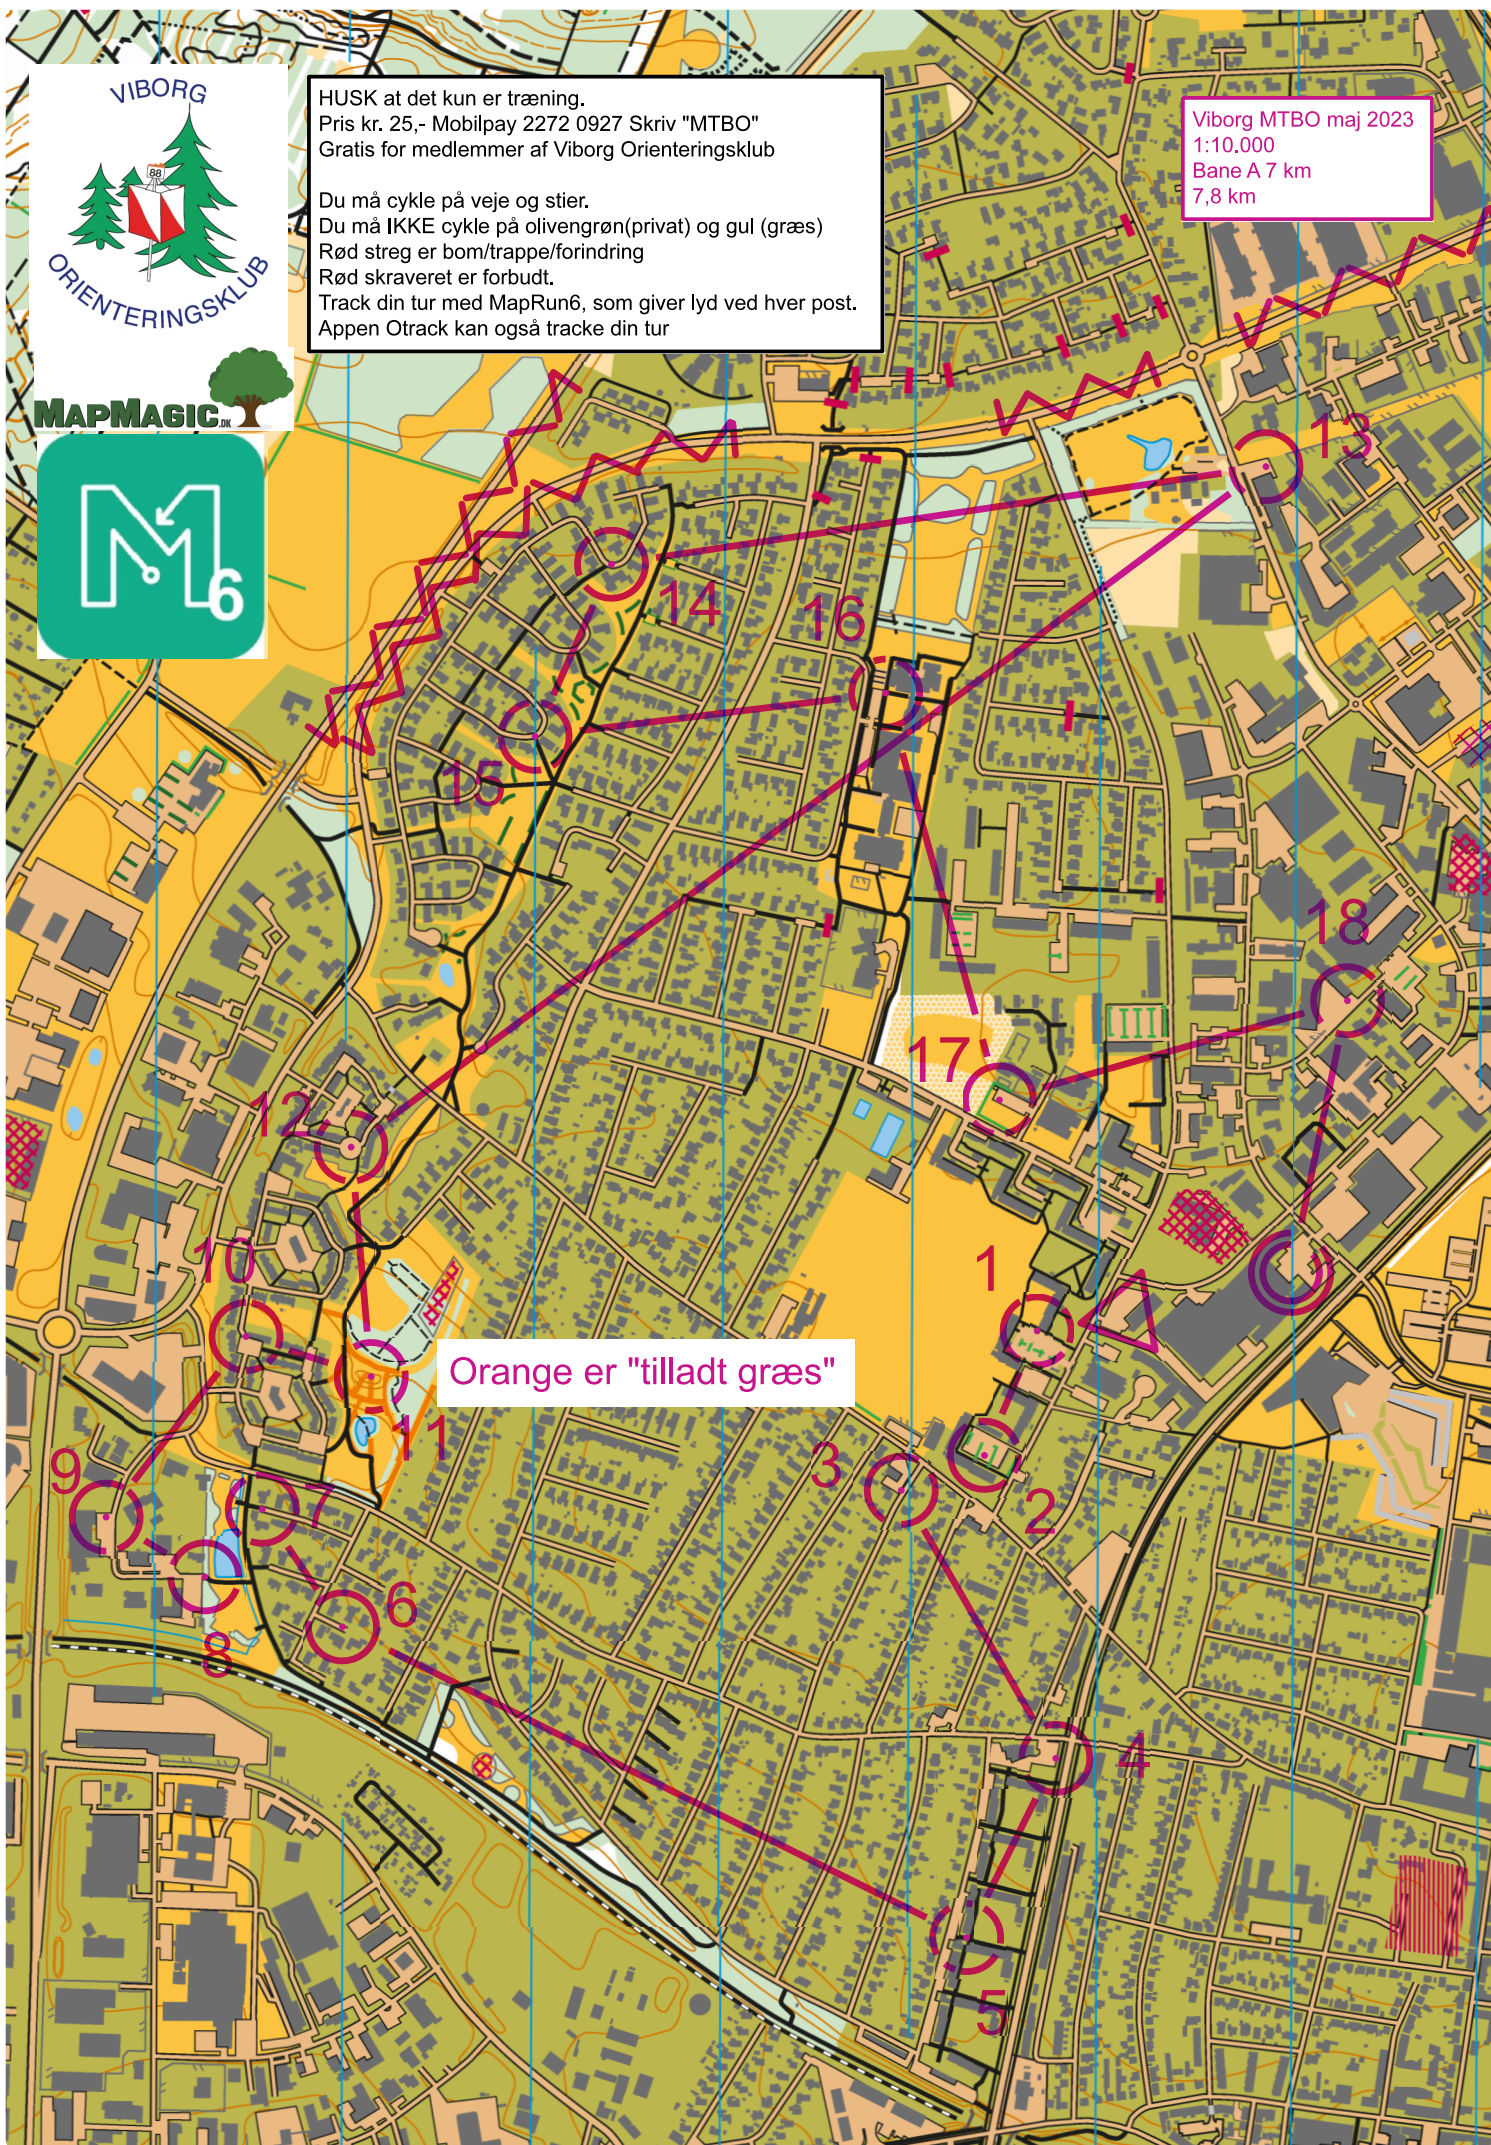 VIBORG
88
ORIENTERINGSKLUB
MAPMAGIC.DK
M6
HUSK at det kun er træning.
Pris kr. 25,- Mobilpay 2272 0927 Skriv "MTBO"
Gratis for medlemmer af Viborg Orienteringsklub
Du må cykle på veje og stier.
Du må IKKE cykle på olivengrøn(privat) og gul (græs)
Rød streg er bom/trappe/forindring
Rød skraveret er forbudt.
Track din tur med MapRun6, som giver lyd ved hver post.
Appen Otrack kan også tracke din tur
Viborg MTBO maj 2023
1:10.000
Bane A 7 km
7,8 km
13
14
16
15
18
17
12
10
1
Orange er "tilladt græs"
11
3
9
7
2
6
8
4
5